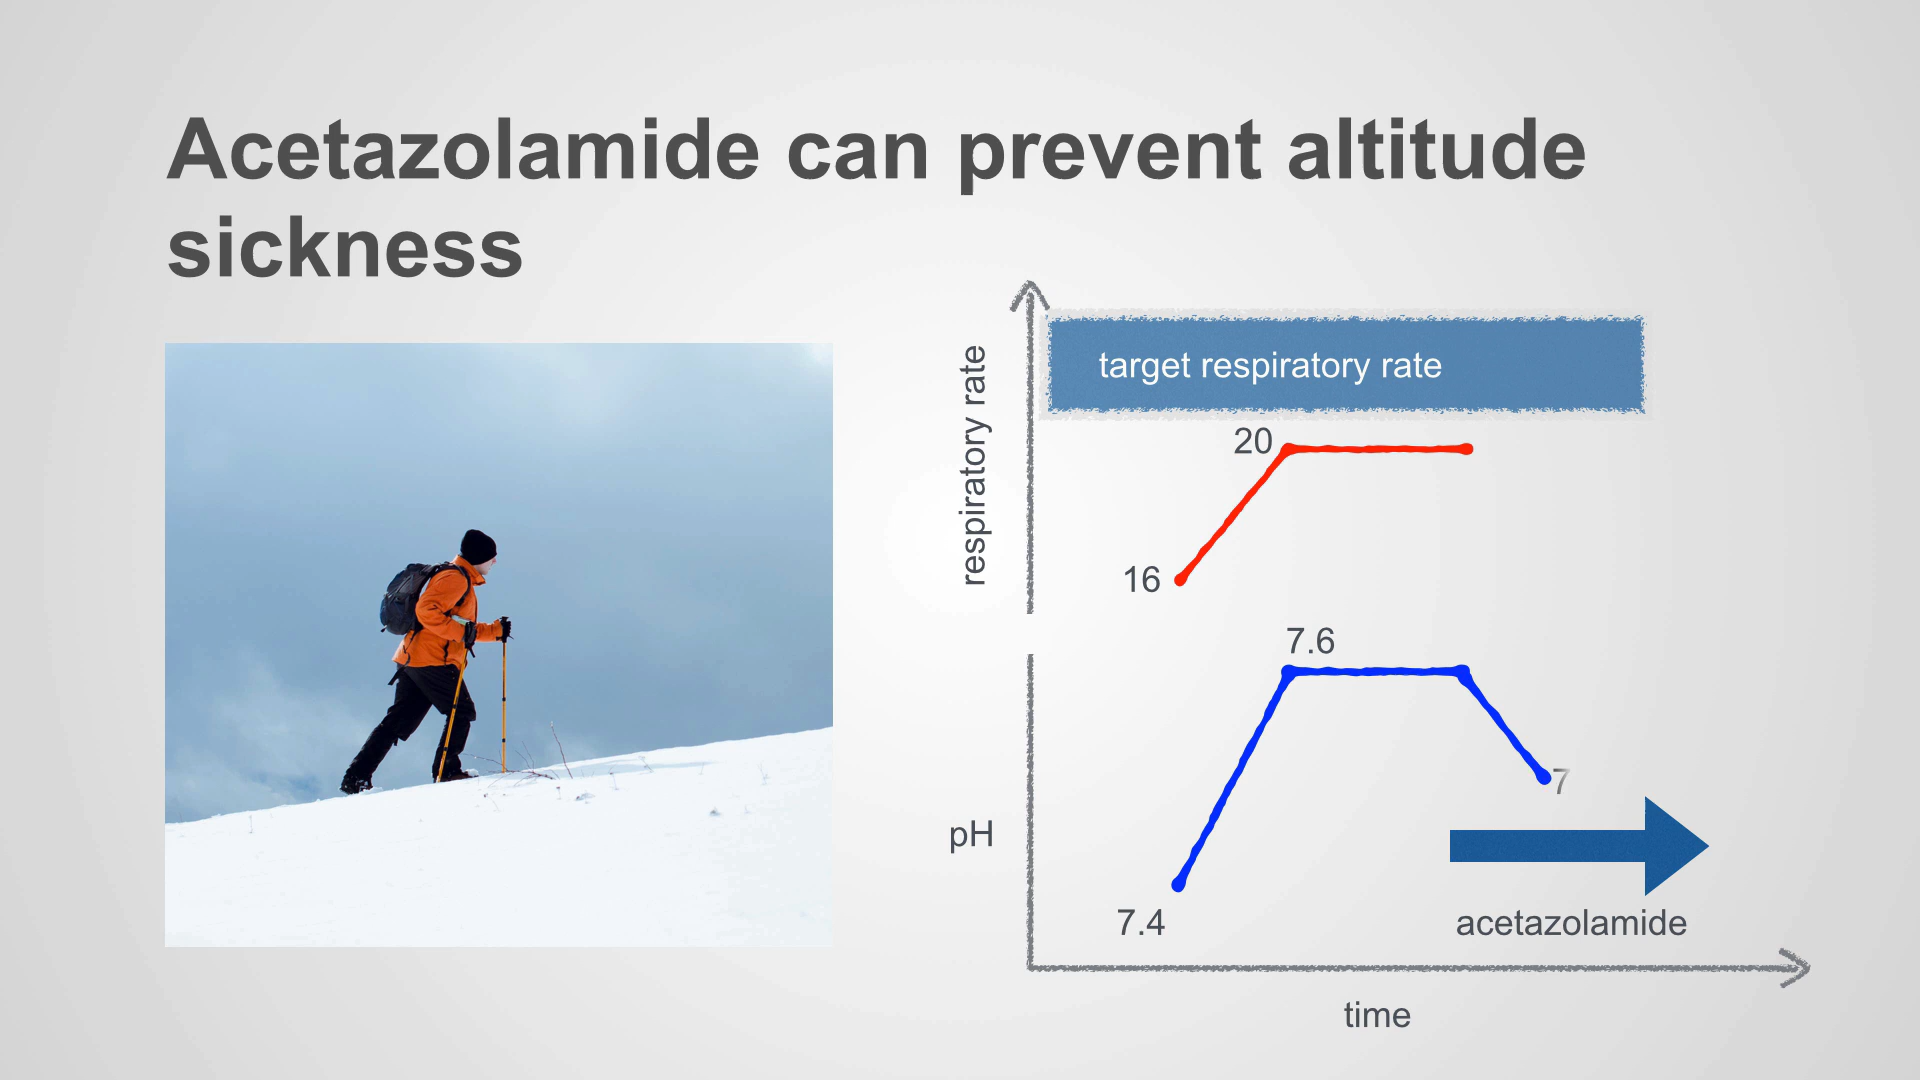 Acetazolamide can prevent altitude
sickness
target respiratory rate
respiratory rate
20
16
7.6
7
pH
7.4
acetazolamide
time